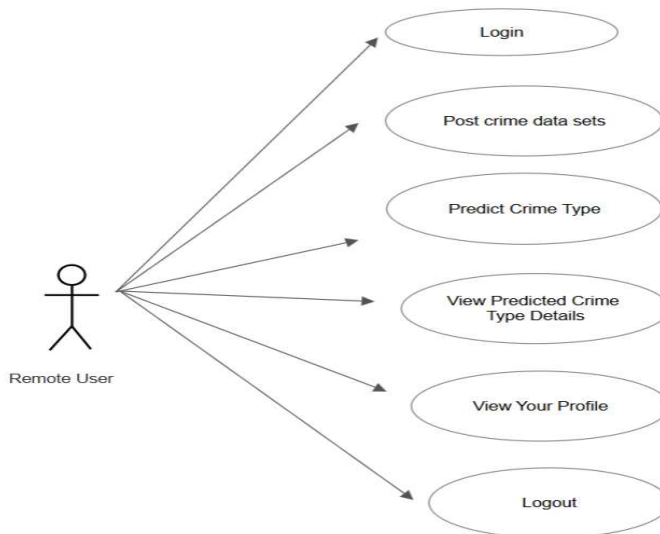 Login
Post crime data sets
Predict Crime Type
View Predicted Crime
Type Details
Remote User
View Your Profile
Logout